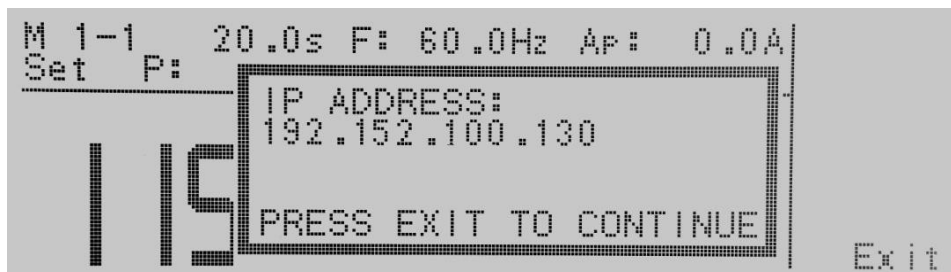 M 1-1 20.0s F: 60.0Hz Ap: 0.0A
Set P:
IP ADDRESS:
192.152.100.130
115
PRESS EXIT TO CONTINUE
Exit